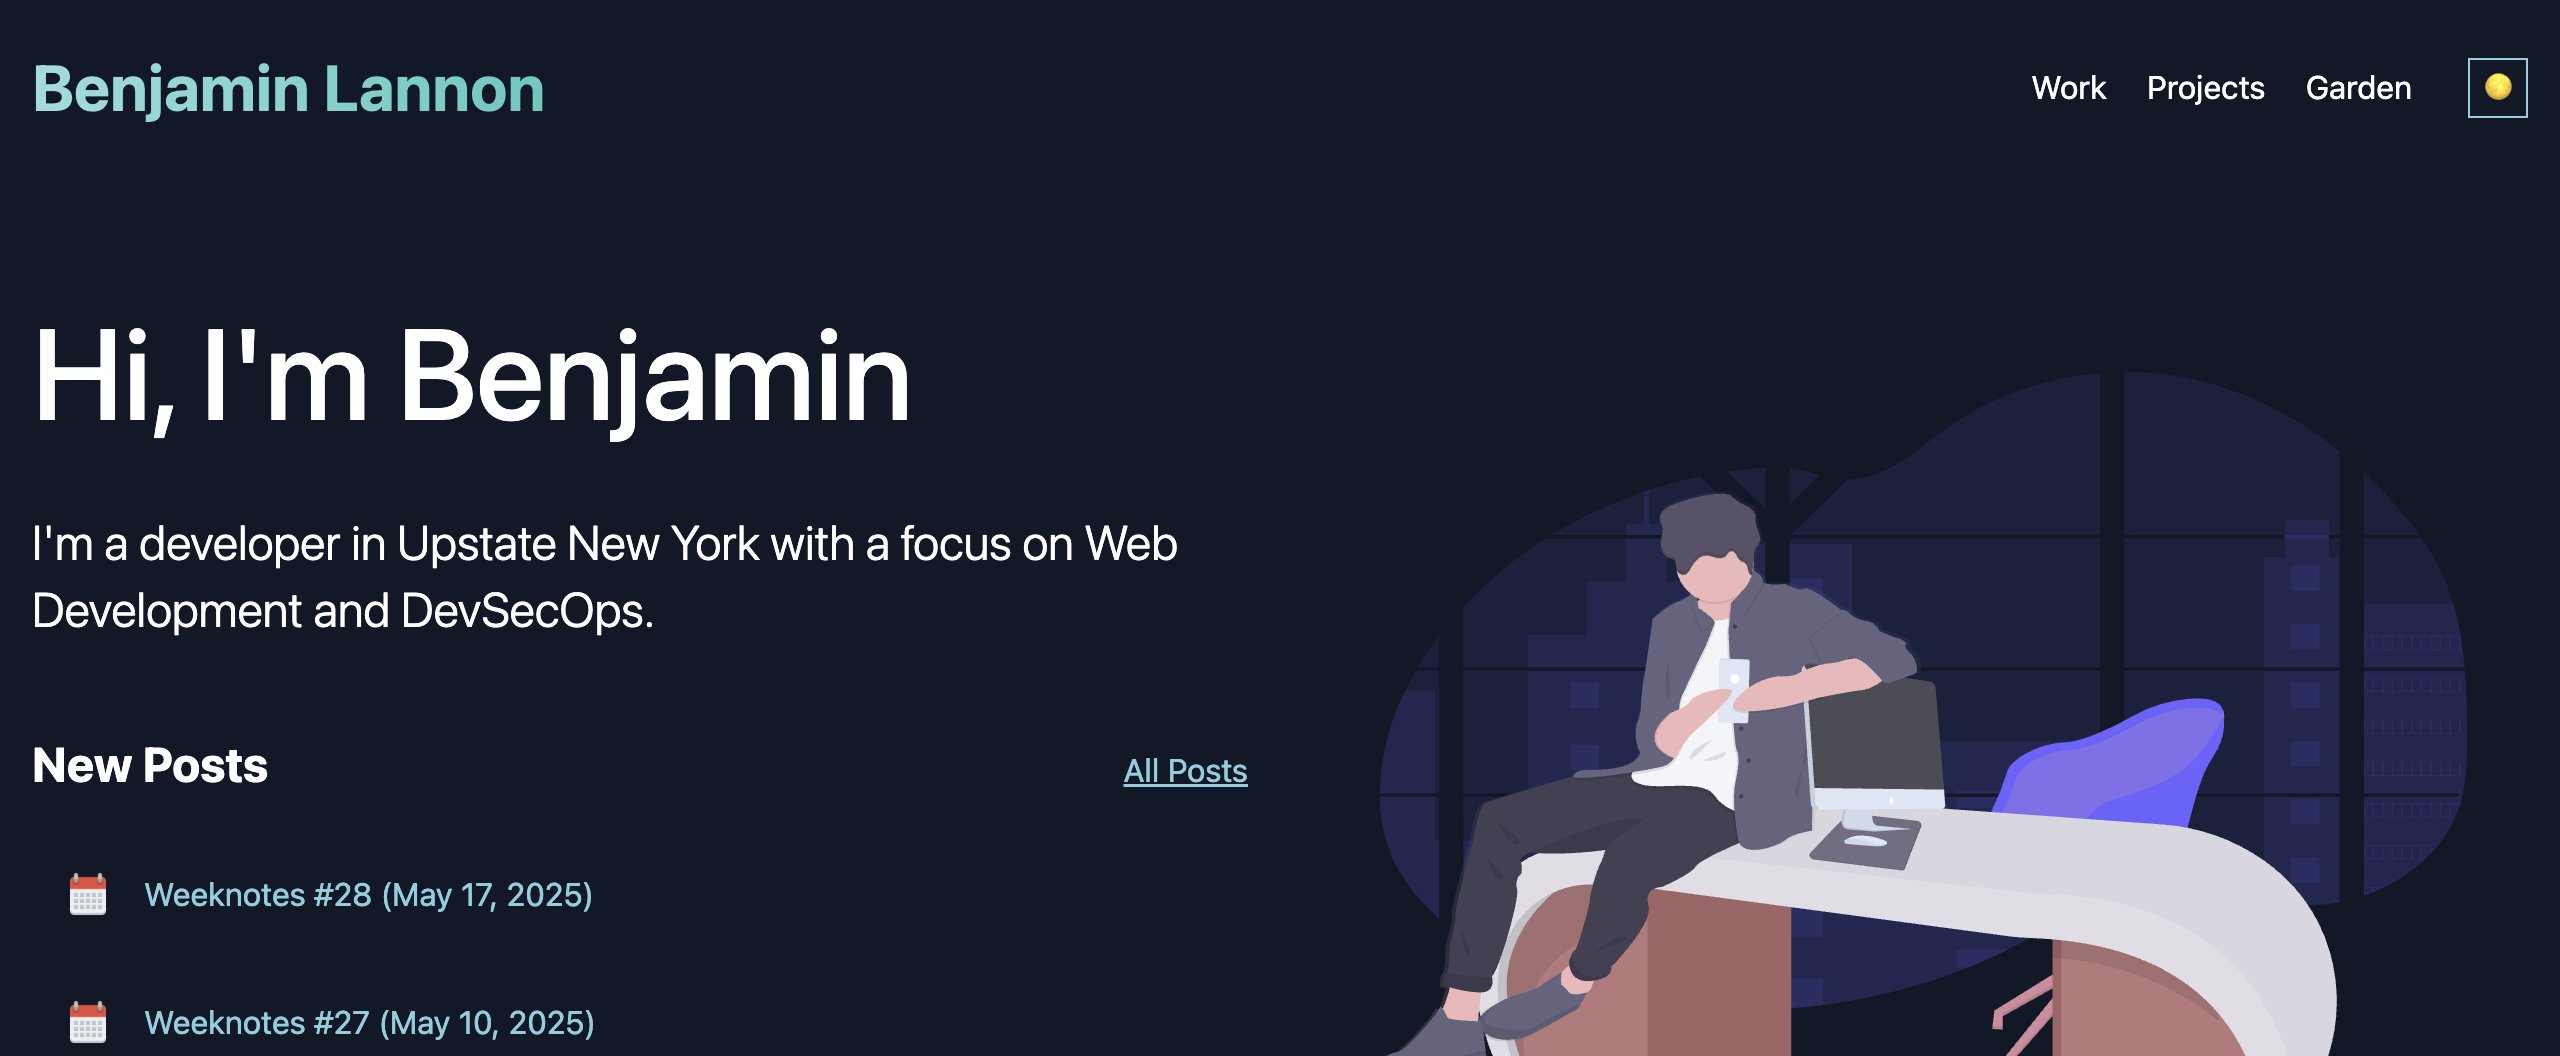 Benjamin Lannon
Work Projects Garden
Hi, I'm Benjamin
I'm a developer in Upstate New York with a focus on Web
Development and DevSecOps.
New Posts
All Posts
Weeknotes #28 (May 17, 2025)
Weeknotes #27 (May 10, 2025)